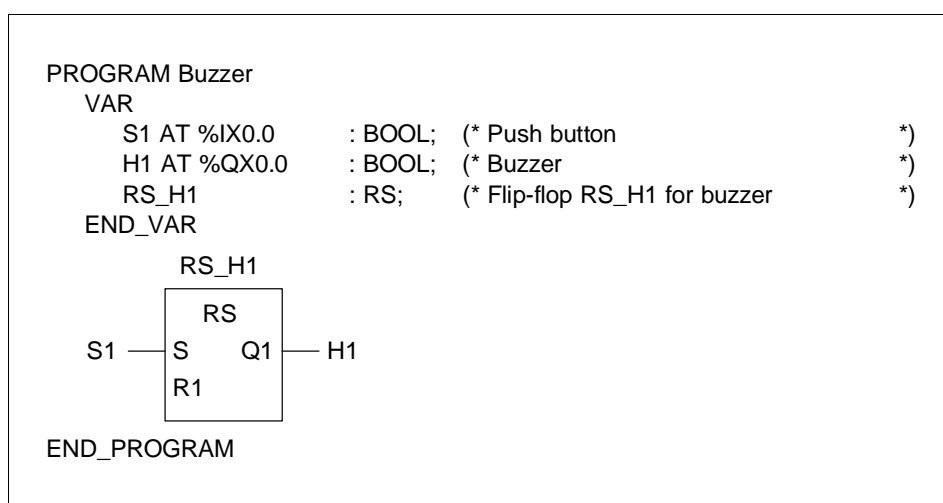 PROGRAM Buzzer
VAR
S1 AT %IX0.0 : BOOL; (* Push button *)
H1 AT %QX0.0 : BOOL; (* Buzzer *)
RS_H1 : RS; (* Flip-flop RS_H1 for buzzer *)
END_VAR
RS_H1
RS
S1 S Q1 H1
R1
END_PROGRAM